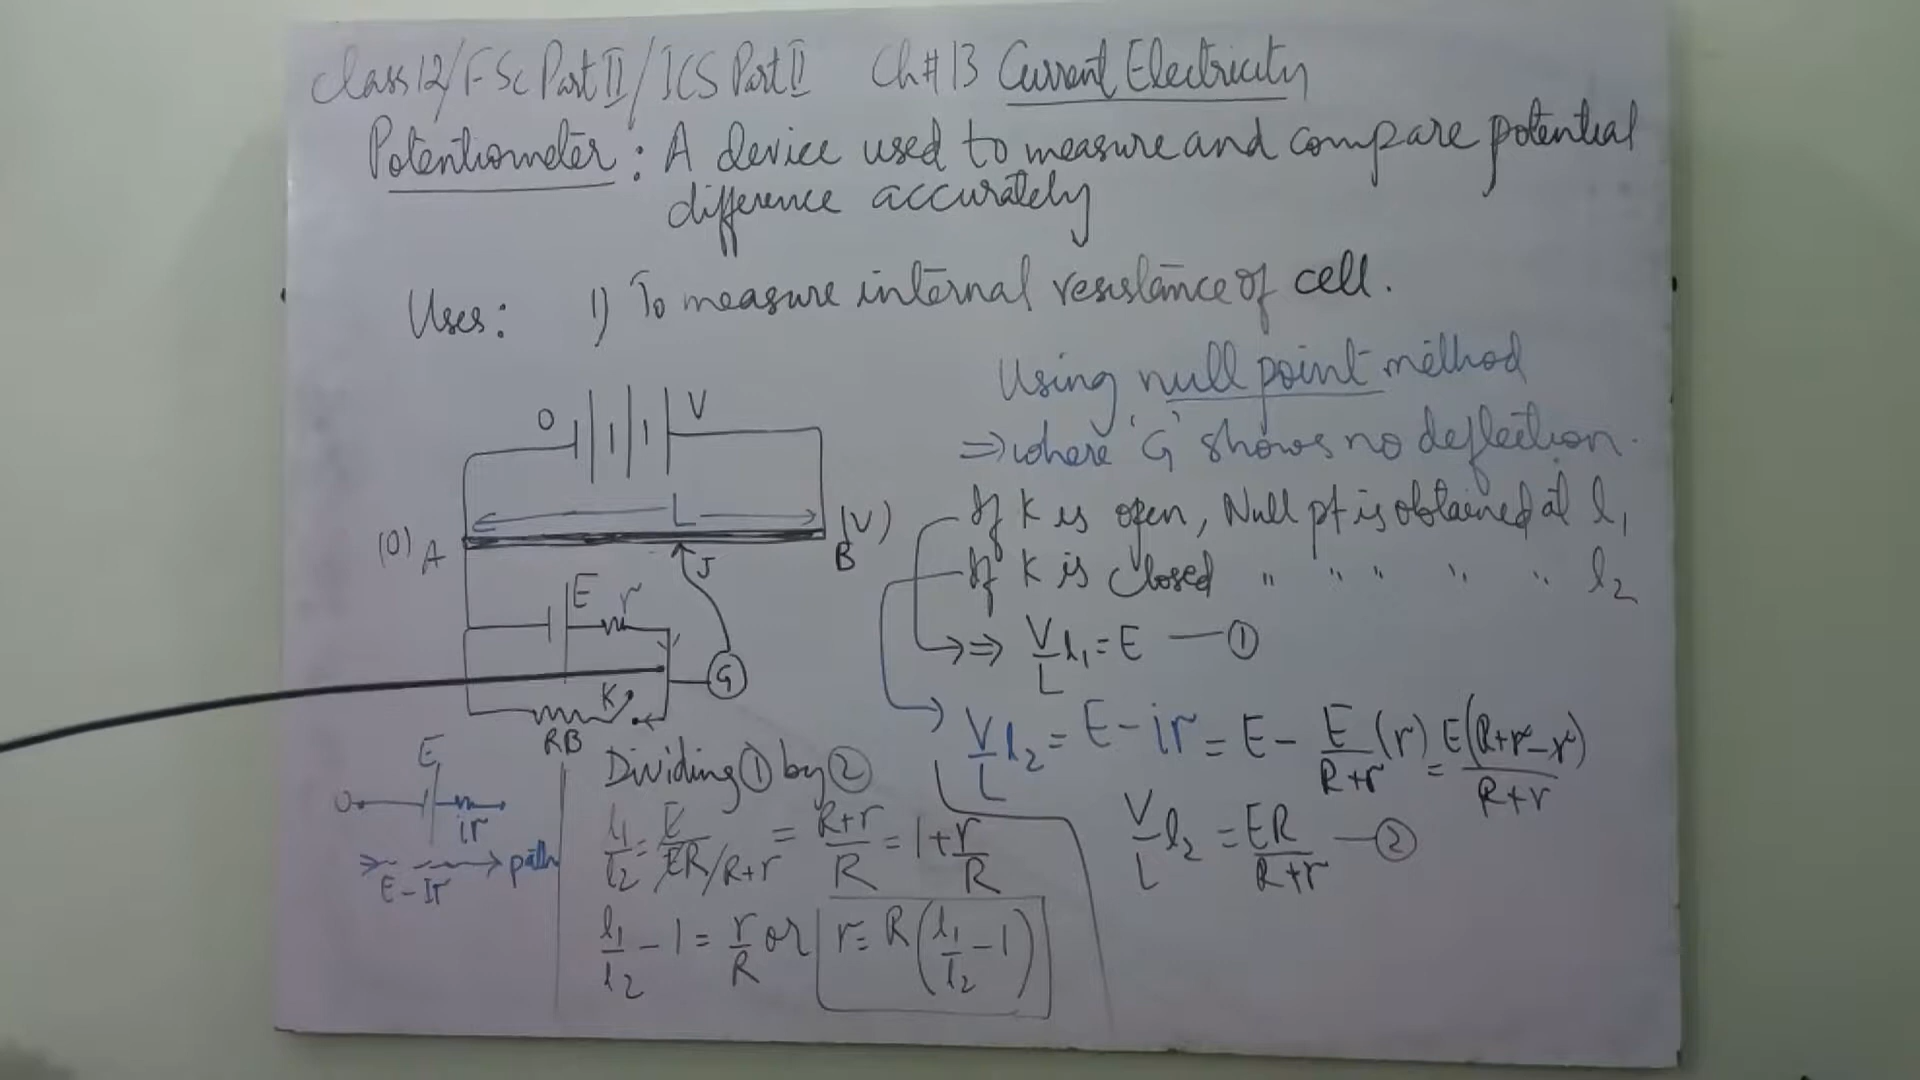 Class 12/F-Sc Part II/ICS Part II Ch# 13 Current Electricity
Potentiometer: A device used to measure and compare potential
difference accurately
Uses: 1) To measure internal resistance of cell.
Using null point method
⇒ where 'G' shows no deflection.
If K is open, Null pt is obtained at l₁
If K is closed " " " " " l₂
⇒ V/L l₁ = E — ①
V/L l₂ = E - ir = E - E/(R+r) (r) = E(R+r-r)/(R+r)
V/L l₂ = ER/(R+r) — ②
0 V
L
(0) A (V) B
J
E r
G
K
RB
E
0
ir
E - Ir
path
Dividing ① by ②
l₁/l₂ = E/ER/R+r = (R+r)/R = 1 + r/R
l₁/l₂ - 1 = r/R or r = R(l₁/l₂ - 1)